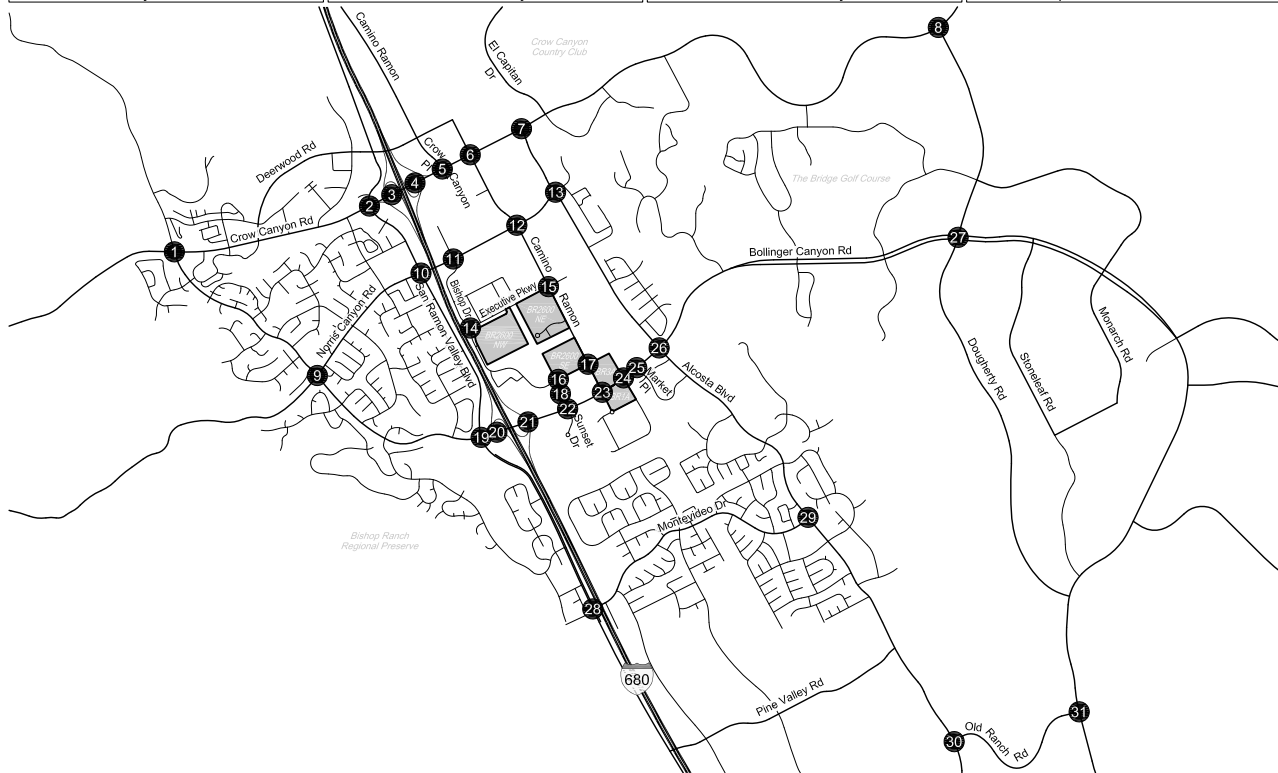 8
Camino Ramon
El Capitan
Dr
Crow Canyon
Country Club
7
Deerwood Rd
Crow
Canyon
Pl
6
5
4
3
2
The Bridge Golf Course
13
12
Crow Canyon Rd
1
27
Bollinger Canyon Rd
11
10
Camino
Ramon
Bishop Dr
15
Executive Pkwy
BR2600
NE
14
BR2600
NW
San Ramon Valley Blvd
Norris Canyon Rd
Monarch Rd
26
17
25
24
16
9
Market
Pl
Alcosta Blvd
Dougherty Rd
Stoneleaf Rd
18
23
22
21
20
19
Sunset
Dr
Montevideo Dr
29
Bishop Ranch
Regional Preserve
28
680
Pine Valley Rd
31
Old Ranch Rd
30